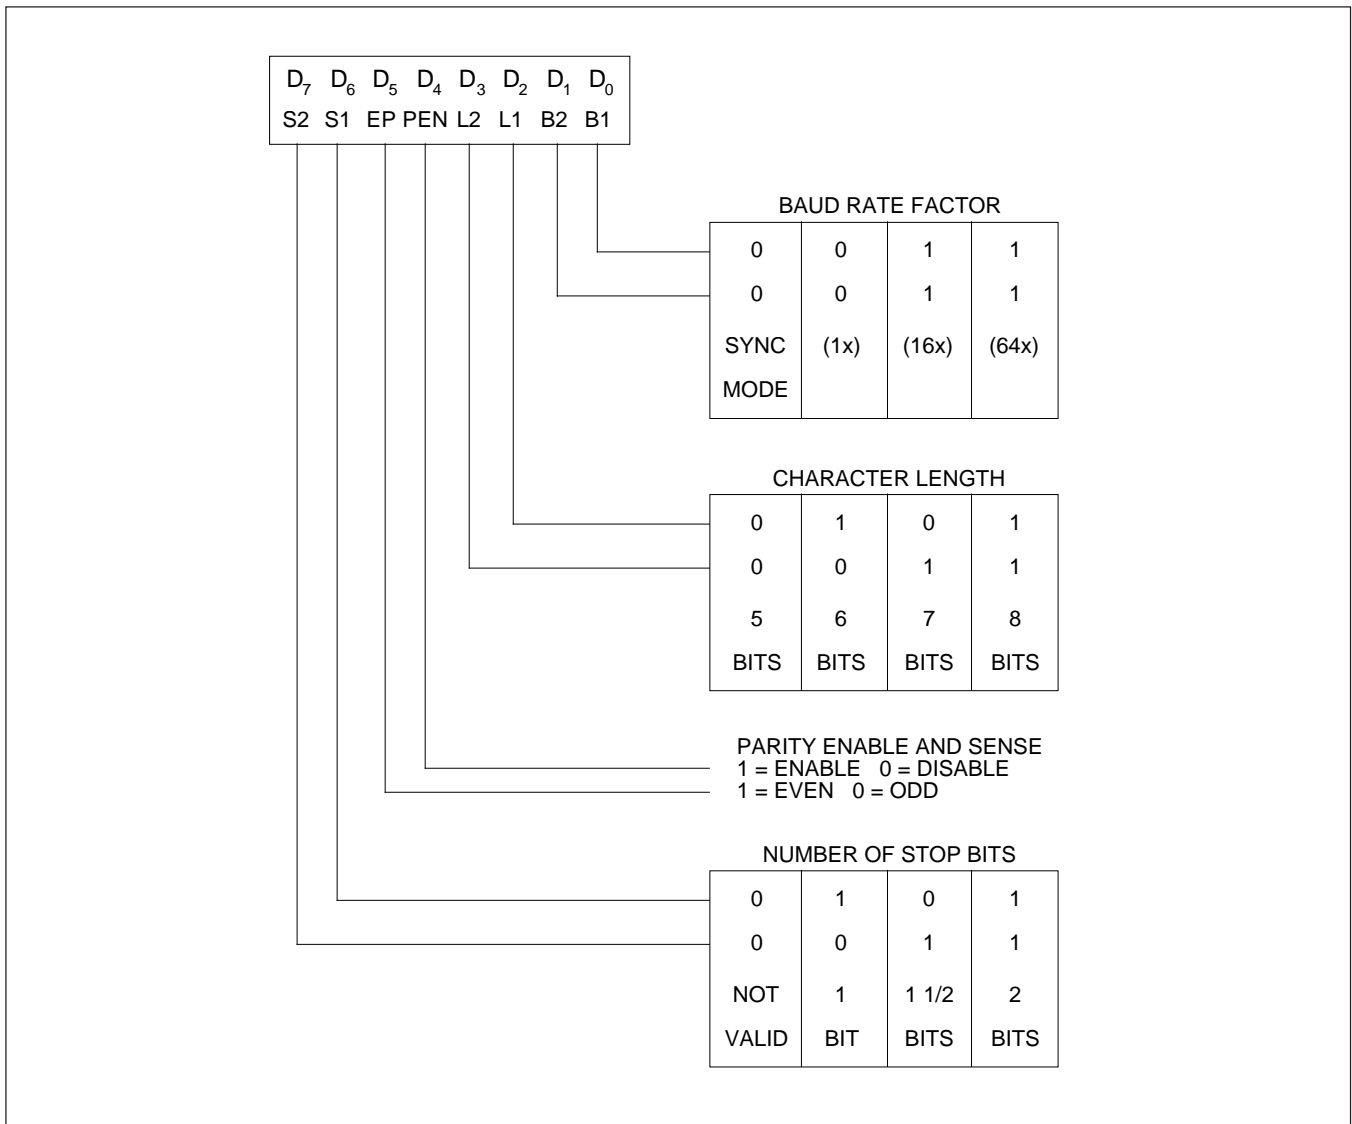 D7 D6 D5 D4 D3 D2 D1 D0
S2 S1 EP PEN L2 L1 B2 B1
BAUD RATE FACTOR
0 0 1 1
0 0 1 1
SYNC (1x) (16x) (64x)
MODE
CHARACTER LENGTH
0 1 0 1
0 0 1 1
5 6 7 8
BITS BITS BITS BITS
PARITY ENABLE AND SENSE
1 = ENABLE 0 = DISABLE
1 = EVEN 0 = ODD
NUMBER OF STOP BITS
0 1 0 1
0 0 1 1
NOT 1 1 1/2 2
VALID BIT BITS BITS